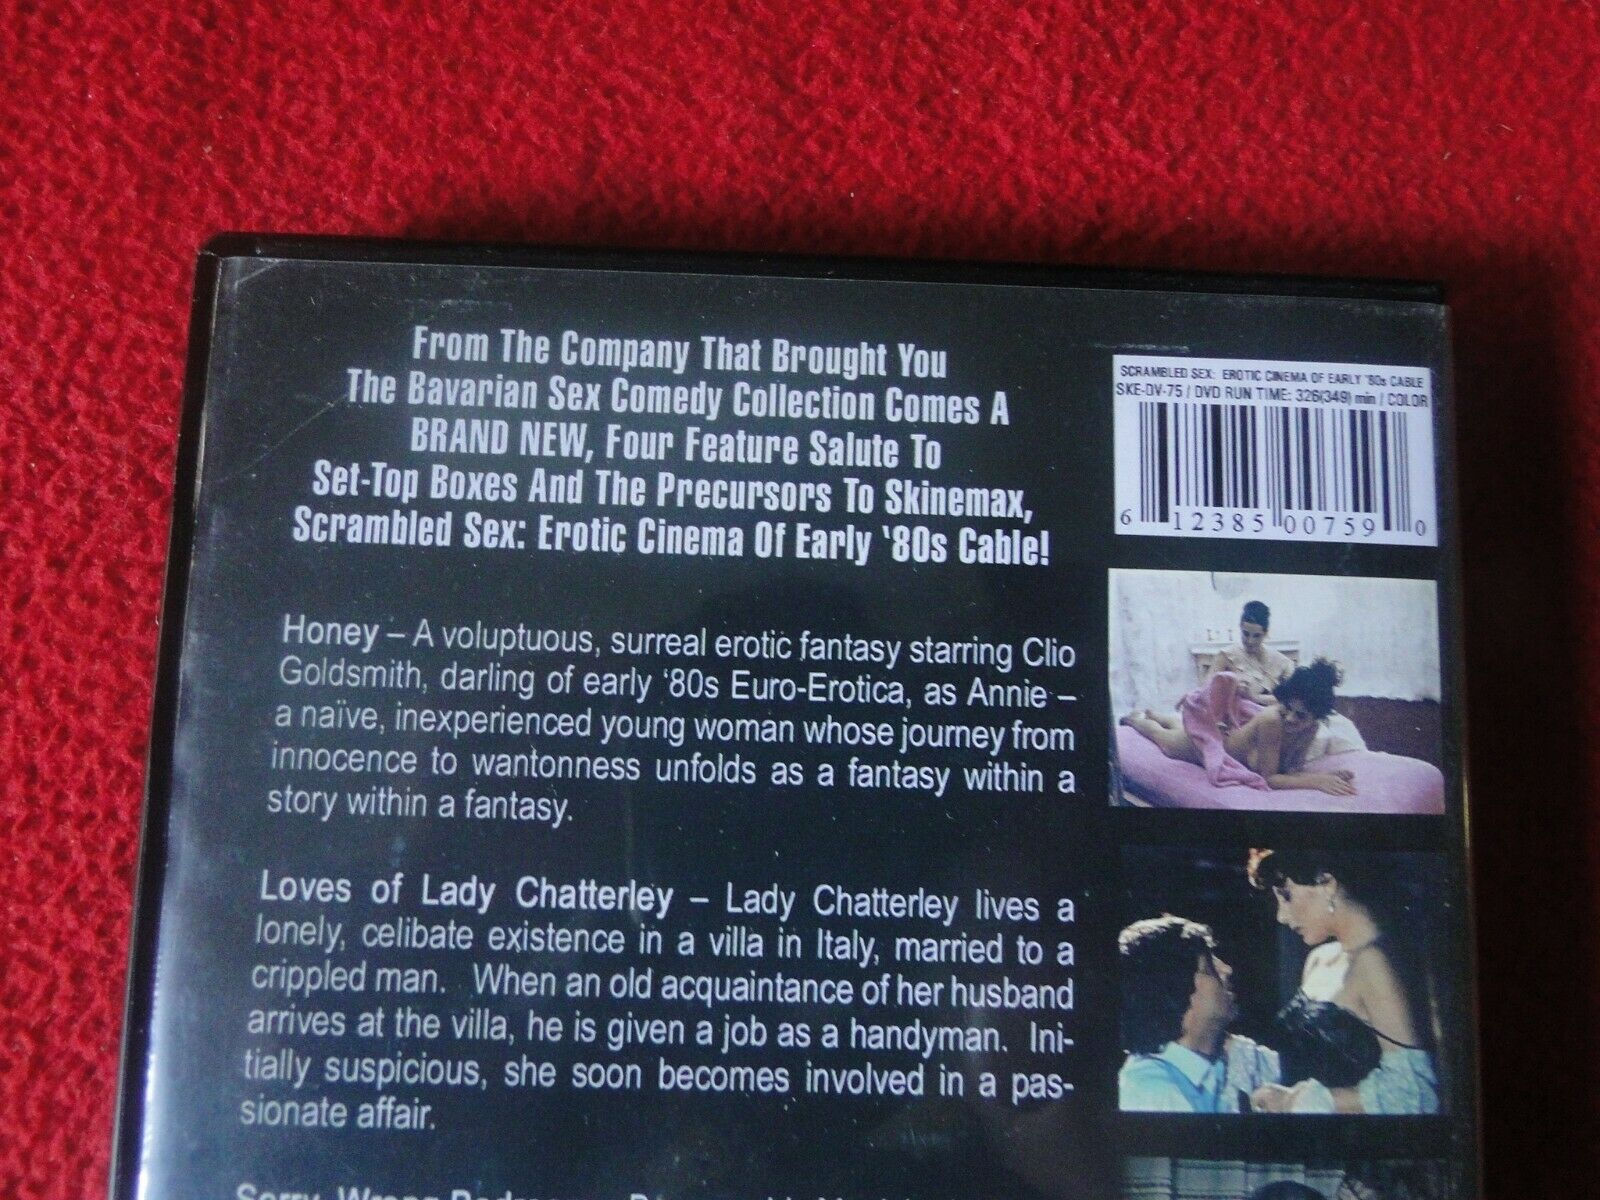 From The Company That Brought You
The Bavarian Sex Comedy Collection Comes A
BRAND NEW, Four Feature Salute To
Set-Top Boxes And The Precursors To Skinemax,
Scrambled Sex: Erotic Cinema Of Early ‘80s Cable!
SCRAMBLED SEX: EROTIC CINEMA OF EARLY '80s CABLE
SKE-DV-75 / DVD RUN TIME: 326(349) min / COLOR
6 12385 00759 0
Honey – A voluptuous, surreal erotic fantasy starring Clio
Goldsmith, darling of early ‘80s Euro-Erotica, as Annie –
a naïve, inexperienced young woman whose journey from
innocence to wantonness unfolds as a fantasy within a
story within a fantasy.
Loves of Lady Chatterley – Lady Chatterley lives a
lonely, celibate existence in a villa in Italy, married to a
crippled man. When an old acquaintance of her husband
arrives at the villa, he is given a job as a handyman. Ini-
tially suspicious, she soon becomes involved in a pas-
sionate affair.
Sorry, Wrong